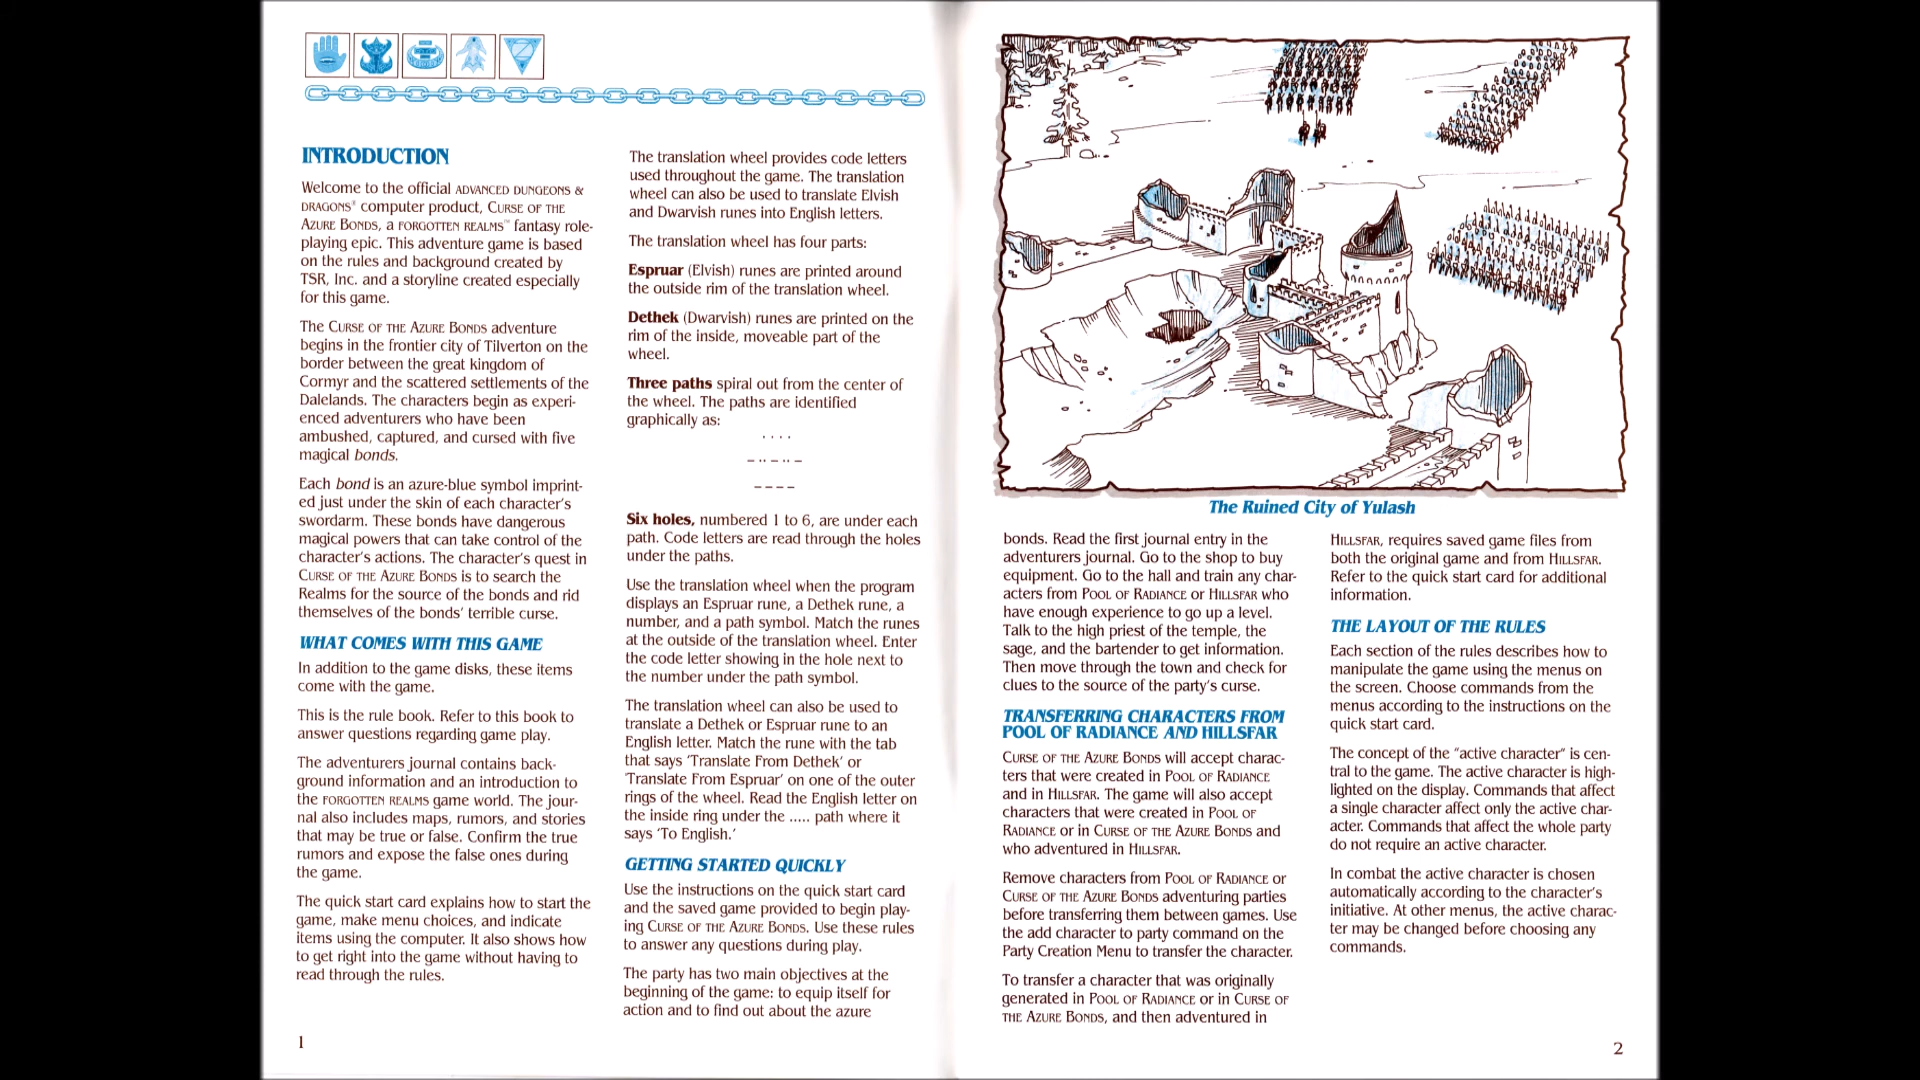 INTRODUCTION
Welcome to the official ADVANCED DUNGEONS &
DRAGONS® computer product, CURSE OF THE
AZURE BONDS, a FORGOTTEN REALMS™ fantasy role-
playing epic. This adventure game is based
on the rules and background created by
TSR, Inc. and a storyline created especially
for this game.
The CURSE OF THE AZURE BONDS adventure
begins in the frontier city of Tilverton on the
border between the great kingdom of
Cormyr and the scattered settlements of the
Dalelands. The characters begin as experi-
enced adventurers who have been
ambushed, captured, and cursed with five
magical bonds.
Each bond is an azure-blue symbol imprint-
ed just under the skin of each character's
swordarm. These bonds have dangerous
magical powers that can take control of the
character's actions. The character's quest in
CURSE OF THE AZURE BONDS is to search the
Realms for the source of the bonds and rid
themselves of the bonds' terrible curse.
WHAT COMES WITH THIS GAME
In addition to the game disks, these items
come with the game.
This is the rule book. Refer to this book to
answer questions regarding game play.
The adventurers journal contains back-
ground information and an introduction to
the FORGOTTEN REALMS game world. The jour-
nal also includes maps, rumors, and stories
that may be true or false. Confirm the true
rumors and expose the false ones during
the game.
The quick start card explains how to start the
game, make menu choices, and indicate
items using the computer. It also shows how
to get right into the game without having to
read through the rules.
1
The translation wheel provides code letters
used throughout the game. The translation
wheel can also be used to translate Elvish
and Dwarvish runes into English letters.
The translation wheel has four parts:
Espruar (Elvish) runes are printed around
the outside rim of the translation wheel.
Dethek (Dwarvish) runes are printed on the
rim of the inside, moveable part of the
wheel.
Three paths spiral out from the center of
the wheel. The paths are identified
graphically as:
. . . .
– ·· – ·· –
– – – –
Six holes, numbered 1 to 6, are under each
path. Code letters are read through the holes
under the paths.
Use the translation wheel when the program
displays an Espruar rune, a Dethek rune, a
number, and a path symbol. Match the runes
at the outside of the translation wheel. Enter
the code letter showing in the hole next to
the number under the path symbol.
The translation wheel can also be used to
translate a Dethek or Espruar rune to an
English letter. Match the rune with the tab
that says 'Translate From Dethek' or
'Translate From Espruar' on one of the outer
rings of the wheel. Read the English letter on
the inside ring under the ..... path where it
says 'To English.'
GETTING STARTED QUICKLY
Use the instructions on the quick start card
and the saved game provided to begin play-
ing CURSE OF THE AZURE BONDS. Use these rules
to answer any questions during play.
The party has two main objectives at the
beginning of the game: to equip itself for
action and to find out about the azure
The Ruined City of Yulash
bonds. Read the first journal entry in the
adventurers journal. Go to the shop to buy
equipment. Go to the hall and train any char-
acters from POOL OF RADIANCE or HILLSFAR who
have enough experience to go up a level.
Talk to the high priest of the temple, the
sage, and the bartender to get information.
Then move through the town and check for
clues to the source of the party's curse.
TRANSFERRING CHARACTERS FROM
POOL OF RADIANCE AND HILLSFAR
CURSE OF THE AZURE BONDS will accept charac-
ters that were created in POOL OF RADIANCE
and in HILLSFAR. The game will also accept
characters that were created in POOL OF
RADIANCE or in CURSE OF THE AZURE BONDS and
who adventured in HILLSFAR.
Remove characters from POOL OF RADIANCE or
CURSE OF THE AZURE BONDS adventuring parties
before transferring them between games. Use
the add character to party command on the
Party Creation Menu to transfer the character.
To transfer a character that was originally
generated in POOL OF RADIANCE or in CURSE OF
THE AZURE BONDS, and then adventured in
HILLSFAR, requires saved game files from
both the original game and from HILLSFAR.
Refer to the quick start card for additional
information.
THE LAYOUT OF THE RULES
Each section of the rules describes how to
manipulate the game using the menus on
the screen. Choose commands from the
menus according to the instructions on the
quick start card.
The concept of the "active character" is cen-
tral to the game. The active character is high-
lighted on the display. Commands that affect
a single character affect only the active char-
acter. Commands that affect the whole party
do not require an active character.
In combat the active character is chosen
automatically according to the character's
initiative. At other menus, the active charac-
ter may be changed before choosing any
commands.
2